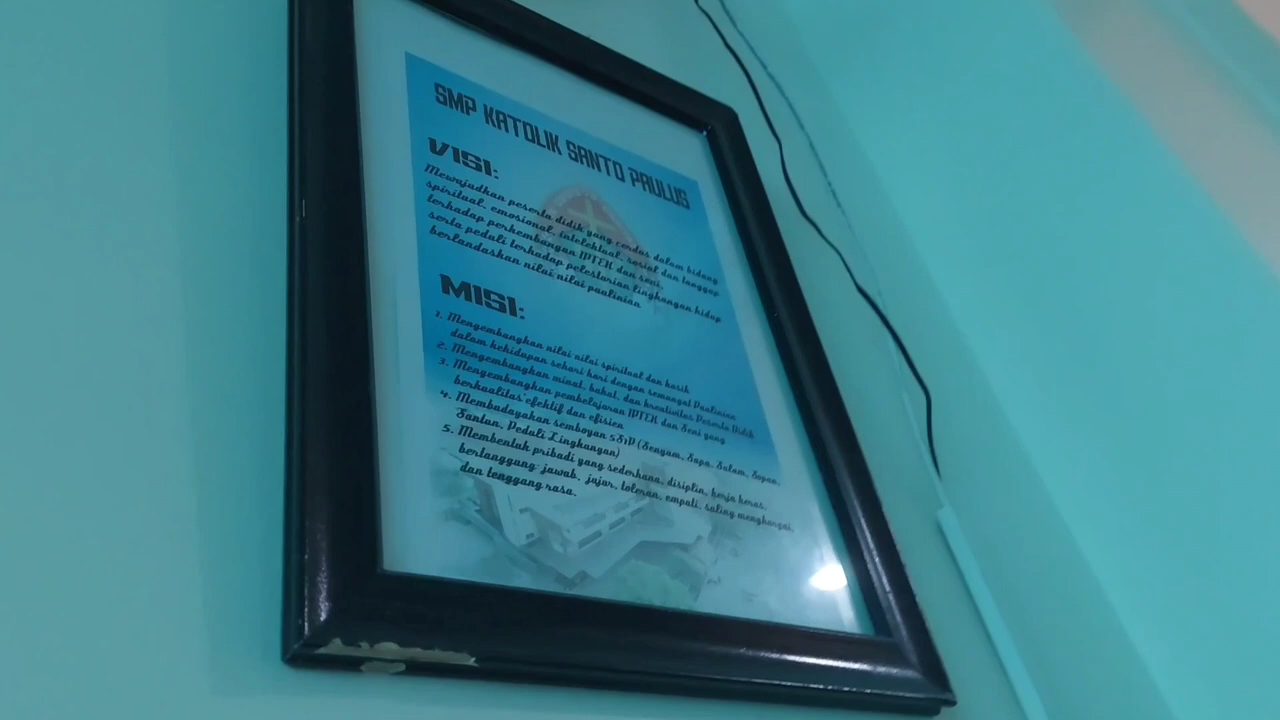 SMP KATOLIK SANTO PAULUS
VISI:
Mewujudkan peserta didik yang cerdas dalam bidang
spiritual, emosional, intelektual, sosial dan tanggap
terhadap perkembangan IPTEK dan seni,
serta peduli terhadap pelestarian lingkungan hidup
berlandaskan nilai nilai paulinian
MISI:
1. Mengembangkan nilai nilai spiritual dan kasih
dalam kehidupan sehari hari dengan semangat Paulinian
2. Mengembangkan minat, bakat, dan kreativitas Peserta Didik
3. Mengembangkan pembelajaran IPTEK dan Seni yang
berkualitas efektif dan efisien
4. Membudayakan semboyan 5S1P (Senyum, Sapa, Salam, Sopan,
Santun, Peduli Lingkungan)
5. Membentuk pribadi yang sederhana, disiplin, kerja keras,
bertanggung jawab, jujur, toleran, empati, saling menghargai,
dan tenggang rasa.